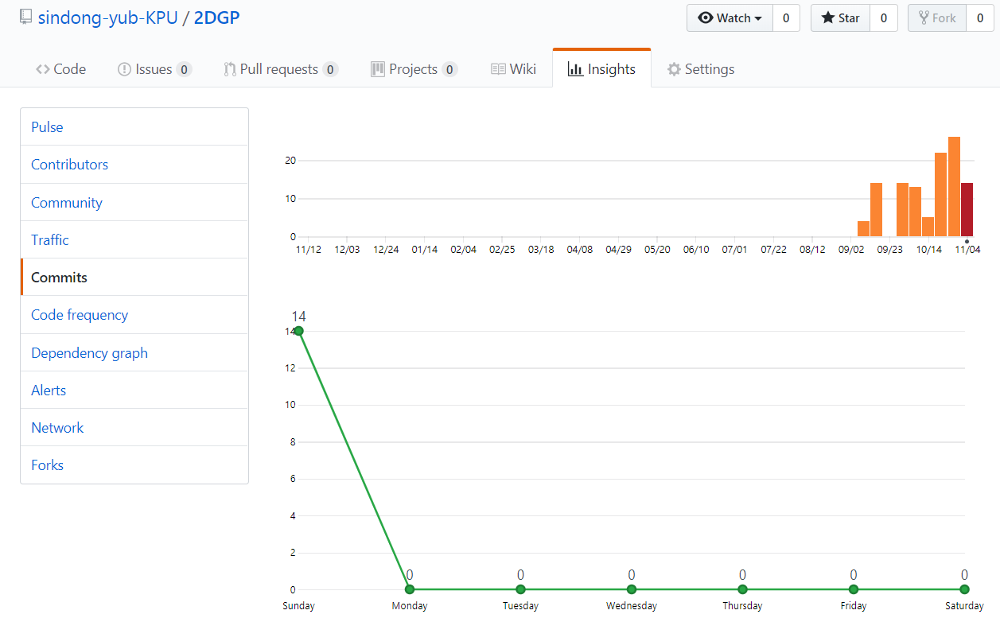 sindong-yub-KPU / 2DGP
Watch 0 Star 0 Fork 0
Code Issues 0 Pull requests 0 Projects 0 Wiki Insights Settings
Pulse
Contributors
Community
Traffic
Commits
Code frequency
Dependency graph
Alerts
Network
Forks
20
10
0
11/12 12/03 12/24 01/14 02/04 02/25 03/18 04/08 04/29 05/20 06/10 07/01 07/22 08/12 09/02 09/23 10/14 11/04
14
14
12
10
8
6
4
2
0 0 0 0 0 0
0
Sunday Monday Tuesday Wednesday Thursday Friday Saturday